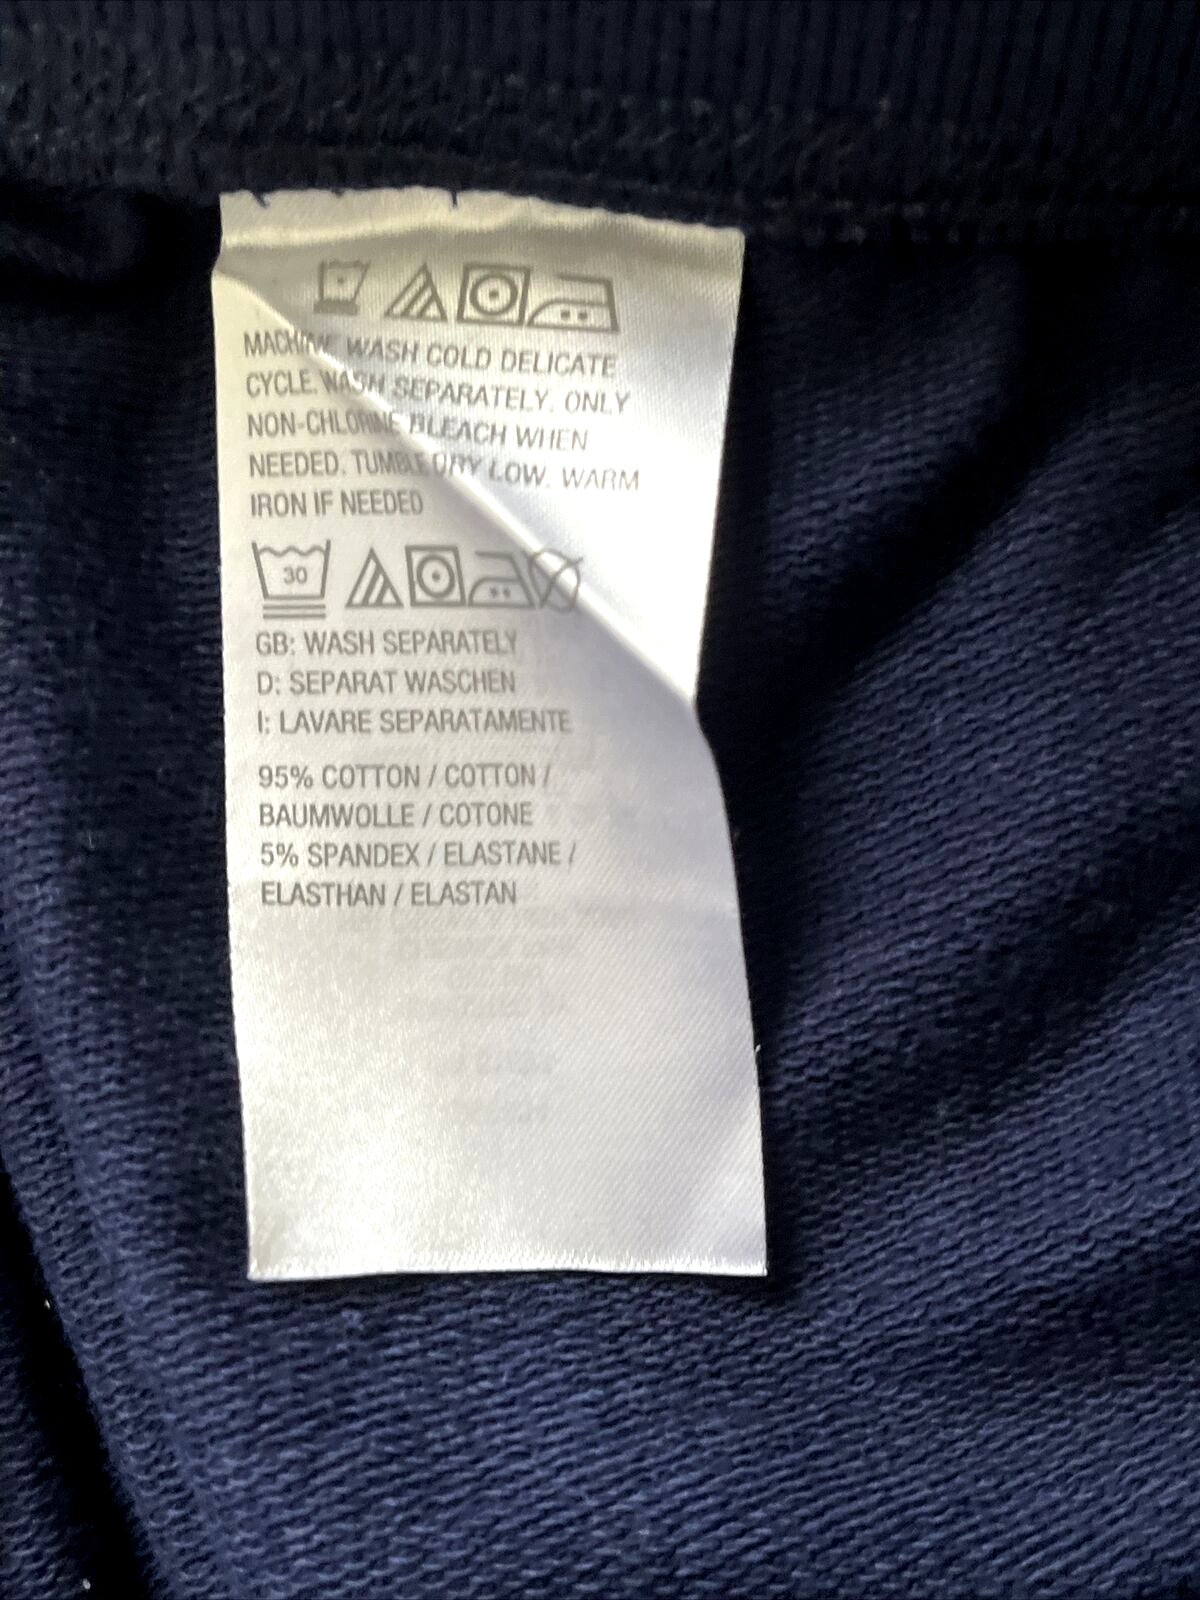 MACHINE WASH COLD DELICATE
CYCLE. WASH SEPARATELY. ONLY
NON-CHLORINE BLEACH WHEN
NEEDED. TUMBLE DRY LOW. WARM
IRON IF NEEDED
30
GB: WASH SEPARATELY
D: SEPARAT WASCHEN
I: LAVARE SEPARATAMENTE
95% COTTON / COTTON /
BAUMWOLLE / COTONE
5% SPANDEX / ELASTANE /
ELASTHAN / ELASTAN